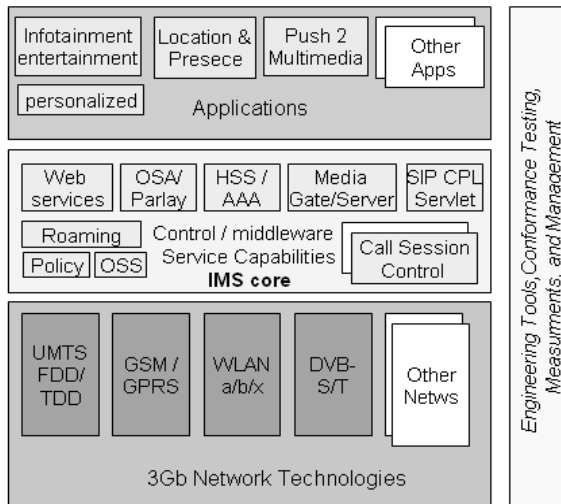 Infotainment
entertainment
Location &
Presece
Push 2
Multimedia
Other
Apps
personalized
Applications
Web
services
OSA/
Parlay
HSS /
AAA
Media
Gate/Server
SIP CPL
Servlet
Roaming
Control / middleware
Policy
OSS
Service Capabilities
IMS core
Call Session
Control
UMTS
FDD/
TDD
GSM /
GPRS
WLAN
a/b/x
DVB-
S/T
Other
Netws
3Gb Network Technologies
Engineering Tools,Conformance Testing,
Measurments, and Management